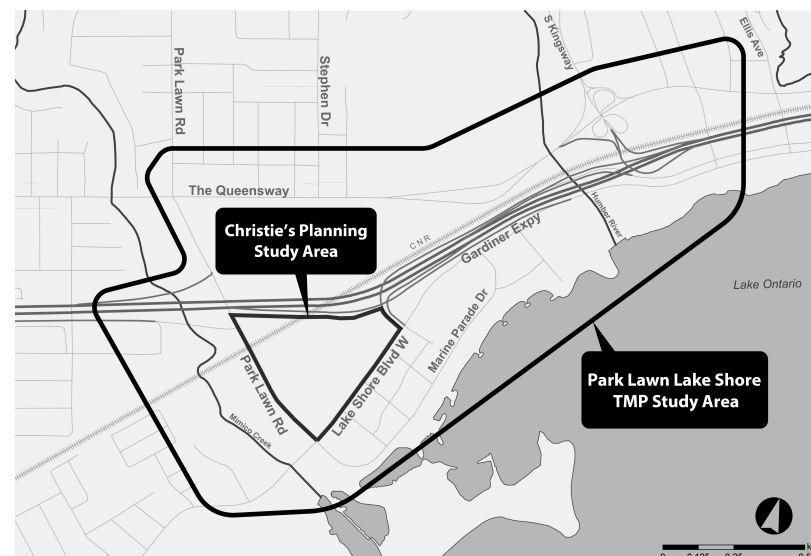 S Kingsway
Ellis Ave
Park Lawn Rd
Stephen Dr
The Queensway
Christie's Planning
Study Area
CNR
Gardiner Expy
Humber River
Lake Ontario
Marine Parade Dr
Lake Shore Blvd W
Park Lawn Rd
Park Lawn Lake Shore
TMP Study Area
Mimico Creek
0 0.125 0.25